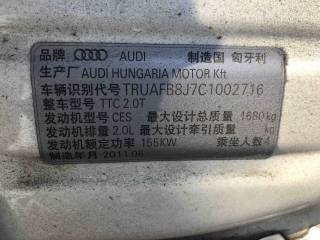 品牌 AUDI 制造国 匈牙利
生产厂 AUDI HUNGARIA MOTOR Kft
车辆识别代号 TRUAFB8J7C1002716
整车型号 TTC 2.0T
发动机型号 CES 最大设计总质量 1680kg
发动机排量 2.0L 最大设计牵引质量 kg
发动机额定功率 155KW 乘坐人数 4
制造年月 2011.06